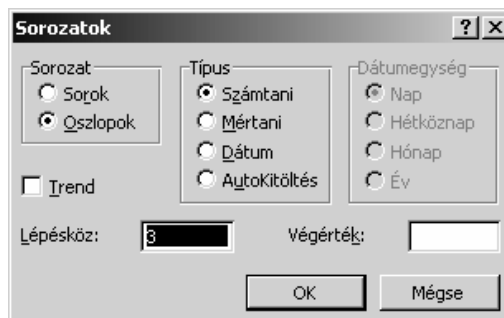 Sorozatok
Sorozat
Sorok
Oszlopok
Trend
Típus
Számtani
Mértani
Dátum
AutoKitöltés
Dátumegység
Nap
Hétköznap
Hónap
Év
Lépésköz: 3
Végérték:
OK Mégse